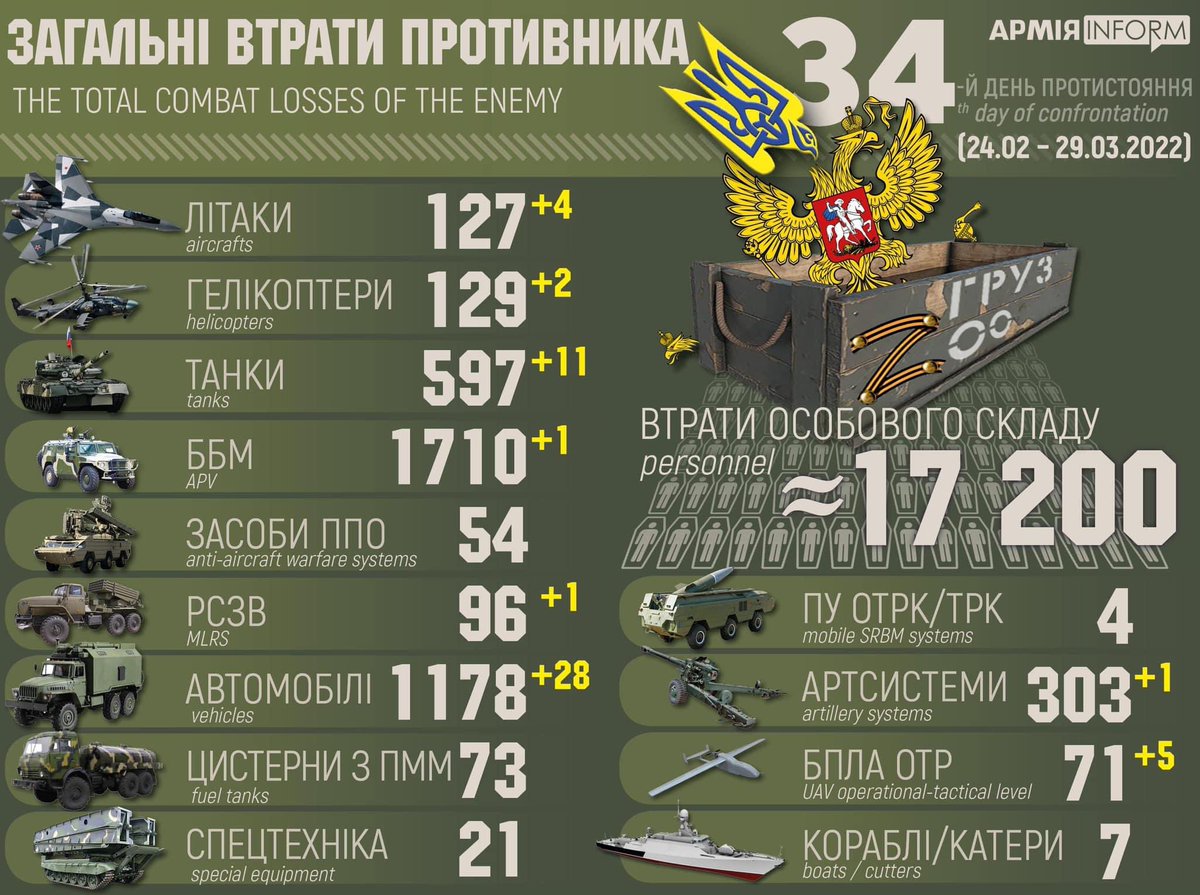 ЗАГАЛЬНІ ВТРАТИ ПРОТИВНИКА
THE TOTAL COMBAT LOSSES OF THE ENEMY
АРМІЯ INFORM
34-й ДЕНЬ ПРОТИСТОЯННЯ
th day of confrontation
(24.02 – 29.03.2022)
ЛІТАКИ 127 +4
aircrafts
ГЕЛІКОПТЕРИ 129 +2
helicopters
ТАНКИ 597 +11
tanks
ББМ 1710 +1
APV
ЗАСОБИ ППО 54
anti-aircraft warfare systems
РСЗВ 96 +1
MLRS
АВТОМОБІЛІ 1178 +28
vehicles
ЦИСТЕРНИ З ПММ 73
fuel tanks
СПЕЦТЕХНІКА 21
special equipment
ГРУЗ
Z 00
ВТРАТИ ОСОБОВОГО СКЛАДУ
personnel ≈17 200
ПУ ОТРК/ТРК 4
mobile SRBM systems
АРТСИСТЕМИ 303 +1
artillery systems
БПЛА ОТР 71 +5
UAV operational-tactical level
КОРАБЛІ/КАТЕРИ 7
boats / cutters